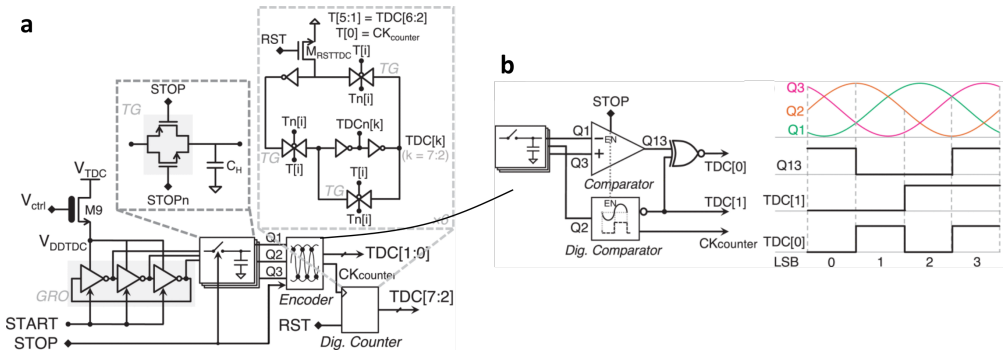 a
T[5:1] = TDC[6:2]
T[0] = CKcounter
RST
MRSTTDC
T[i]
TG
Tn[i]
STOP
TG
Tn[i]
TDCn[k]
TDC[k]
(k = 7:2)
TG
T[i]
T[i]
TG
Tn[i]
CH
STOPn
x6
VTDC
Vctrl
M9
VDDTDC
GRO
Q1
Q2
Q3
TDC[1:0]
CKcounter
Encoder
TDC[7:2]
START
STOP
RST
Dig. Counter
b
STOP
Q1
Q3
EN
Q13
TDC[0]
Comparator
EN
TDC[1]
Q2
CKcounter
Dig. Comparator
Q3
Q2
Q1
Q13
TDC[1]
TDC[0]
LSB 0 1 2 3